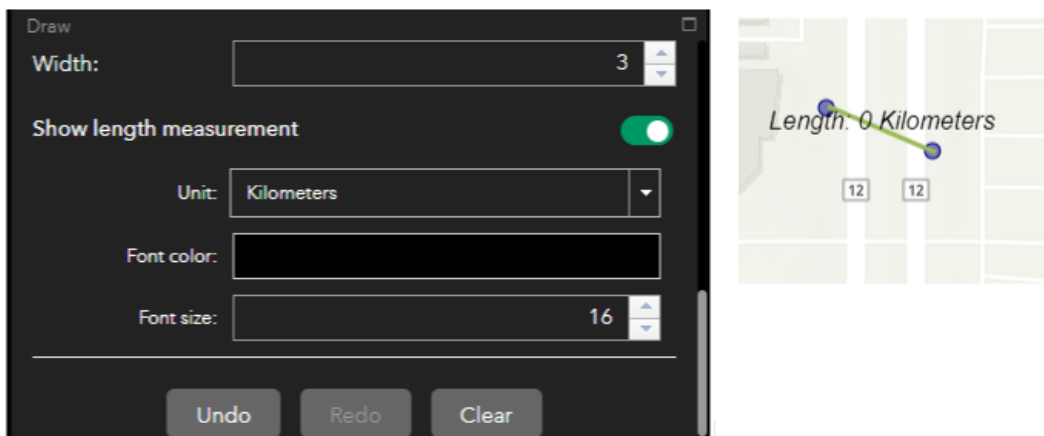 Draw
Width: 3
Show length measurement
Unit: Kilometers
Font color:
Font size: 16
Undo Redo Clear
Length: 0 Kilometers
12 12